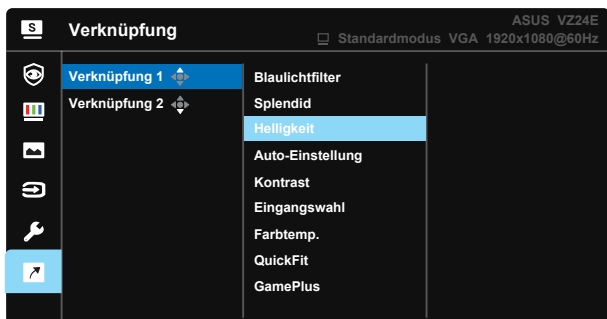 S Verknüpfung
ASUS VZ24E
Standardmodus VGA 1920x1080@60Hz
Verknüpfung 1
Verknüpfung 2
Blaulichtfilter
Splendid
Helligkeit
Auto-Einstellung
Kontrast
Eingangswahl
Farbtemp.
QuickFit
GamePlus